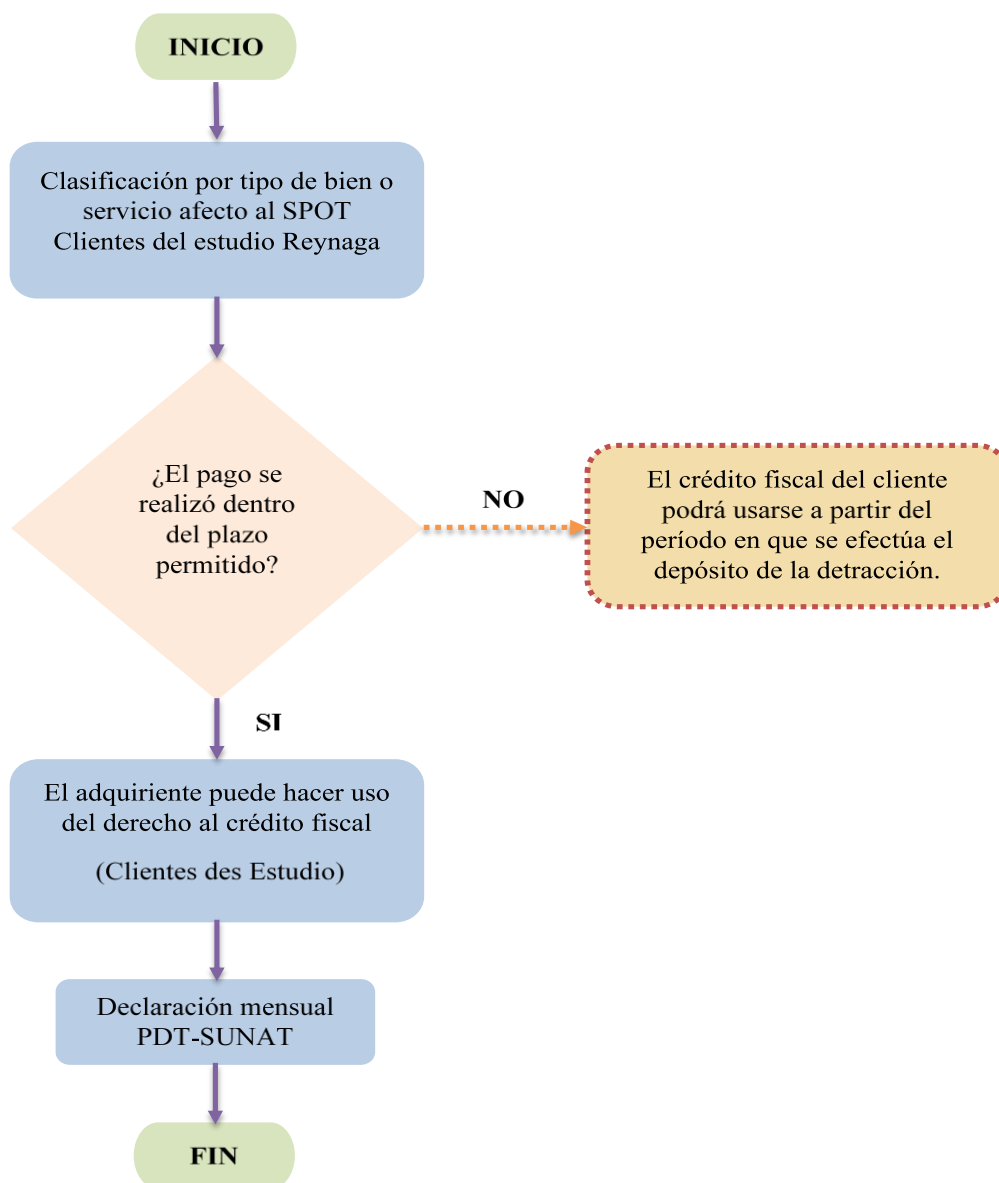 INICIO
Clasificación por tipo de bien o
servicio afecto al SPOT
Clientes del estudio Reynaga
¿El pago se
realizó dentro
del plazo
permitido?
NO
El crédito fiscal del cliente
podrá usarse a partir del
período en que se efectúa el
depósito de la detracción.
SI
El adquiriente puede hacer uso
del derecho al crédito fiscal
(Clientes des Estudio)
Declaración mensual
PDT-SUNAT
FIN